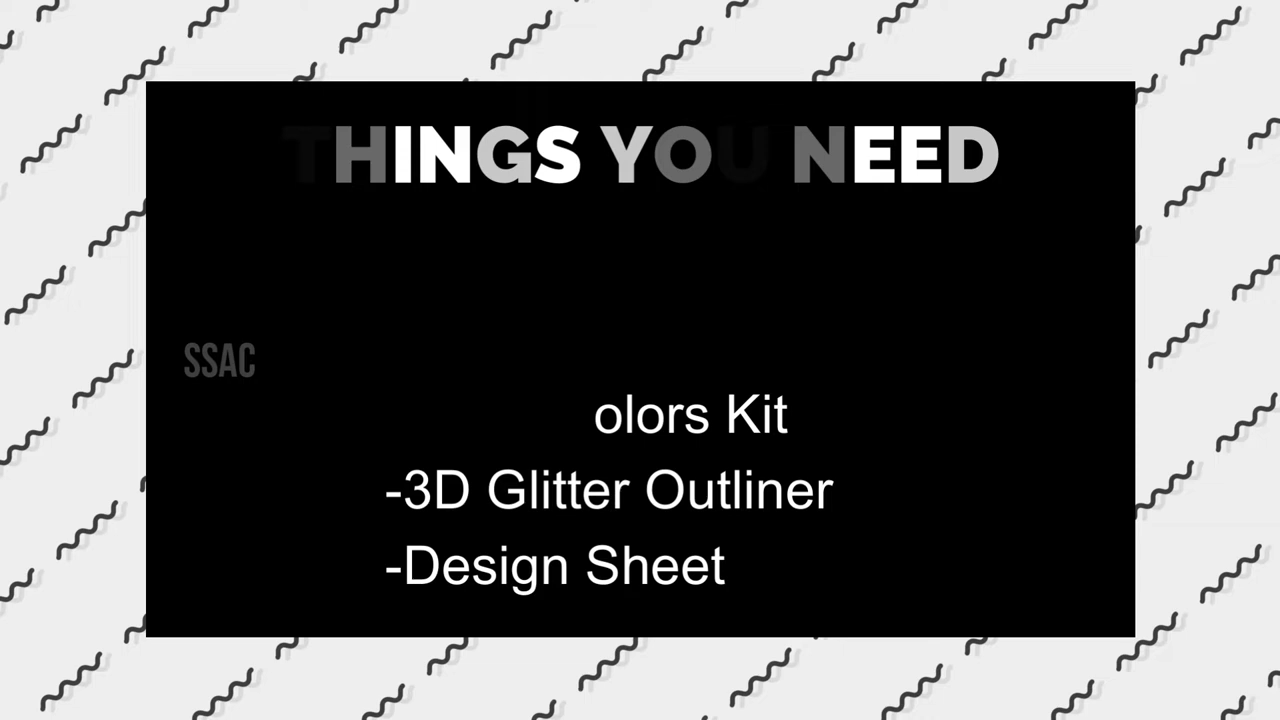 THINGS YOU NEED
SSAC
olors Kit
-3D Glitter Outliner
-Design Sheet